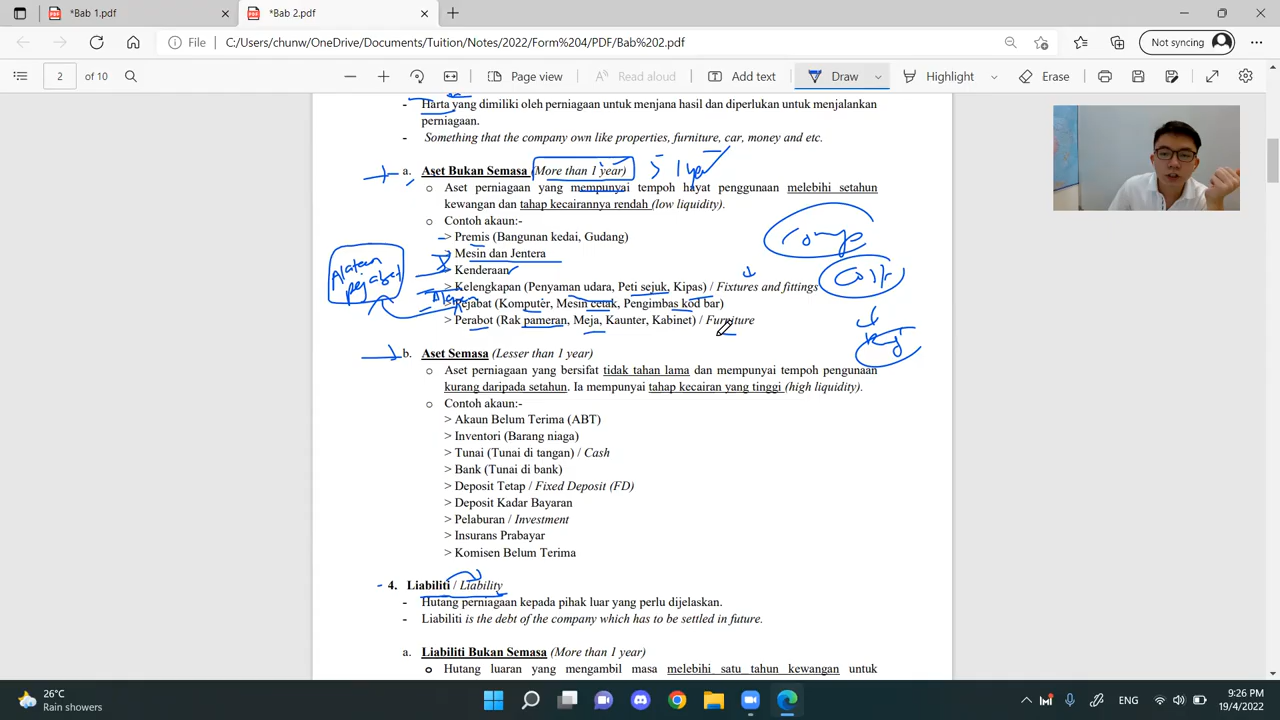 *Bab 1.pdf
*Bab 2.pdf
File
C:/Users/chunw/OneDrive/Documents/Tuition/Notes/2022/Form%204/PDF/Bab%202.pdf
Not syncing
2 of 10
Page view
Read aloud
Add text
Draw
Highlight
Erase
- Harta yang dimiliki oleh perniagaan untuk menjana hasil dan diperlukan untuk menjalankan
perniagaan.
- Something that the company own like properties, furniture, car, money and etc.
a. Aset Bukan Semasa (More than 1 year)
5 1 year
o Aset perniagaan yang mempunyai tempoh hayat penggunaan melebihi setahun
kewangan dan tahap kecairannya rendah (low liquidity).
o Contoh akaun:-
> Premis (Bangunan kedai, Gudang)
> Mesin dan Jentera
> Kenderaan
> Kelengkapan (Penyaman udara, Peti sejuk, Kipas) / Fixtures and fittings
Pejabat (Komputer, Mesin cetak, Pengimbas kod bar)
> Perabot (Rak pameran, Meja, Kaunter, Kabinet) / Furniture
Alatan
pejabat
b. Aset Semasa (Lesser than 1 year)
o Aset perniagaan yang bersifat tidak tahan lama dan mempunyai tempoh pengunaan
kurang daripada setahun. Ia mempunyai tahap kecairan yang tinggi (high liquidity).
o Contoh akaun:-
> Akaun Belum Terima (ABT)
> Inventori (Barang niaga)
> Tunai (Tunai di tangan) / Cash
> Bank (Tunai di bank)
> Deposit Tetap / Fixed Deposit (FD)
> Deposit Kadar Bayaran
> Pelaburan / Investment
> Insurans Prabayar
> Komisen Belum Terima
4. Liabiliti / Liability
- Hutang perniagaan kepada pihak luar yang perlu dijelaskan.
- Liabiliti is the debt of the company which has to be settled in future.
a. Liabiliti Bukan Semasa (More than 1 year)
o Hutang luaran yang mengambil masa melebihi satu tahun kewangan untuk
26°C
Rain showers
ENG
9:26 PM
19/4/2022